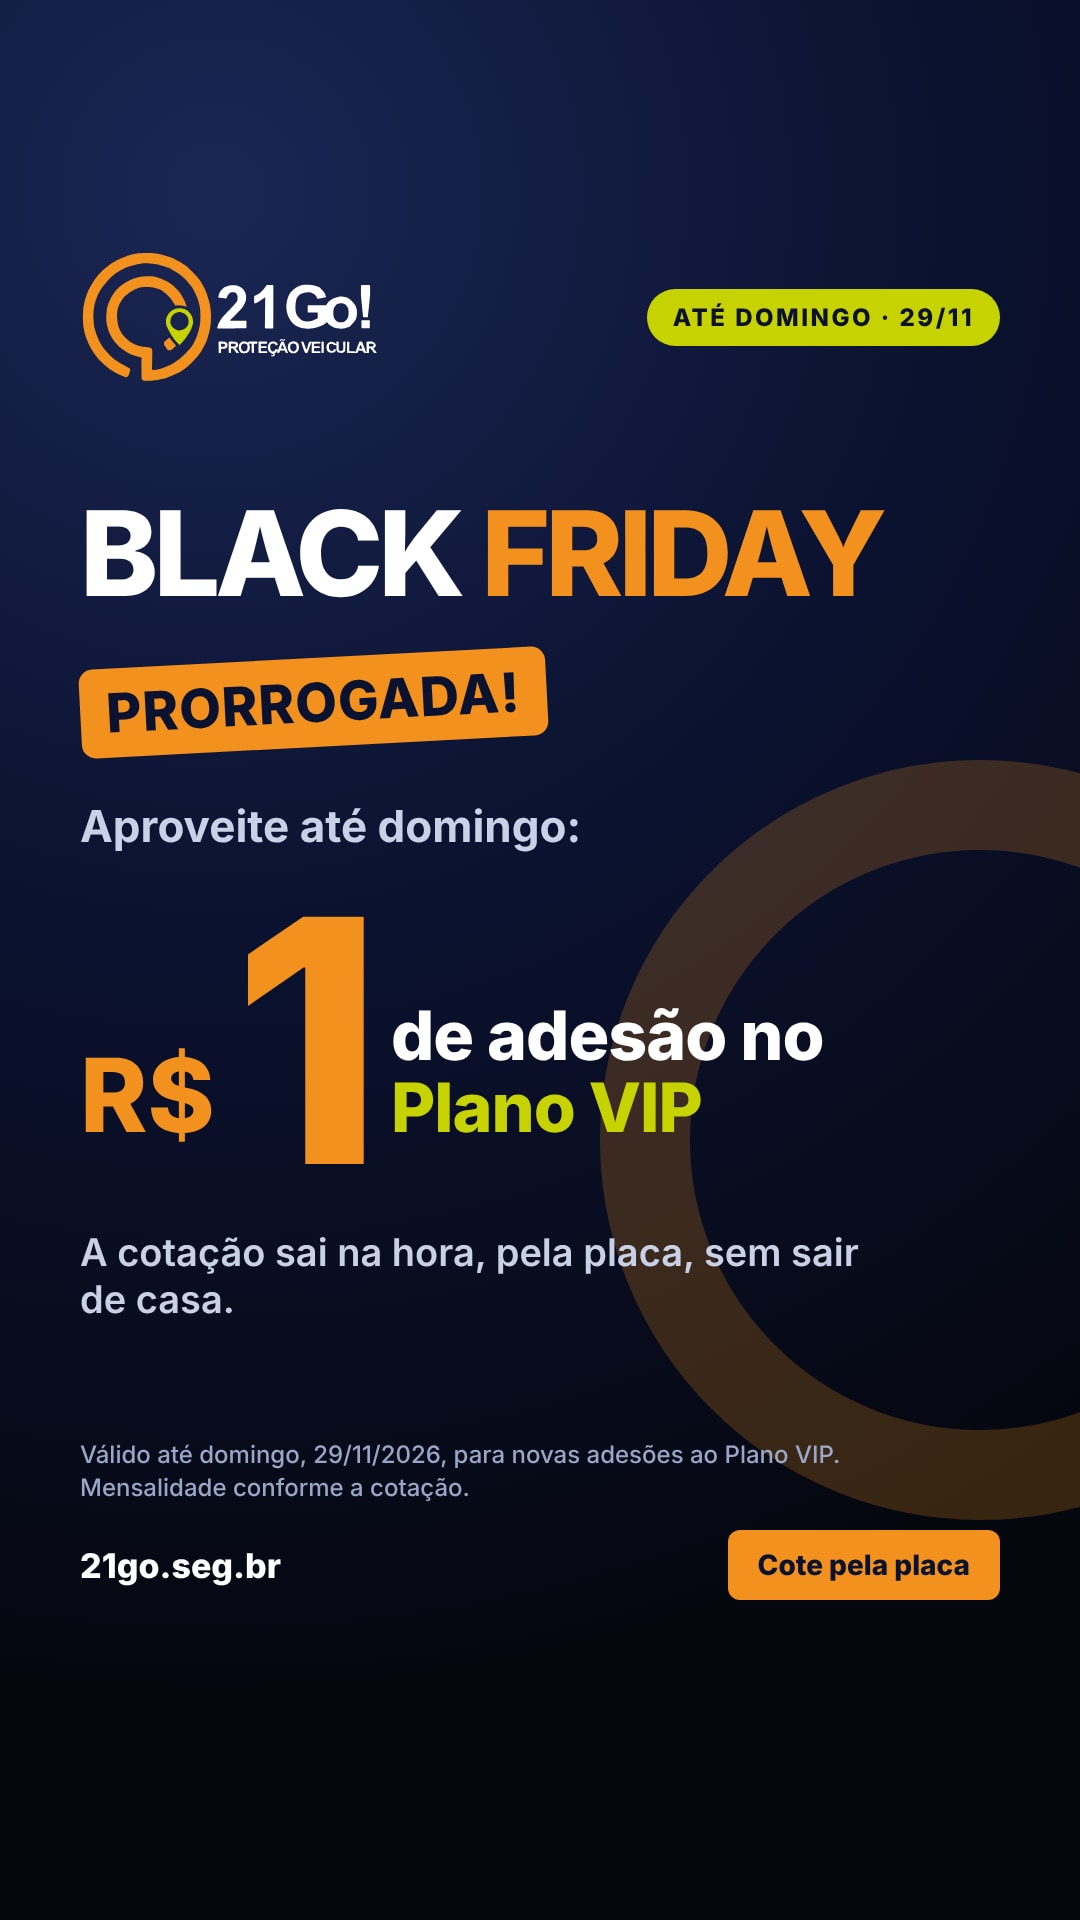 21Go!
PROTEÇÃO VEICULAR
ATÉ DOMINGO · 29/11
BLACK FRIDAY
PRORROGADA!
Aproveite até domingo:
R$ 1 de adesão no
Plano VIP
A cotação sai na hora, pela placa, sem sair
de casa.
Válido até domingo, 29/11/2026, para novas adesões ao Plano VIP.
Mensalidade conforme a cotação.
21go.seg.br
Cote pela placa